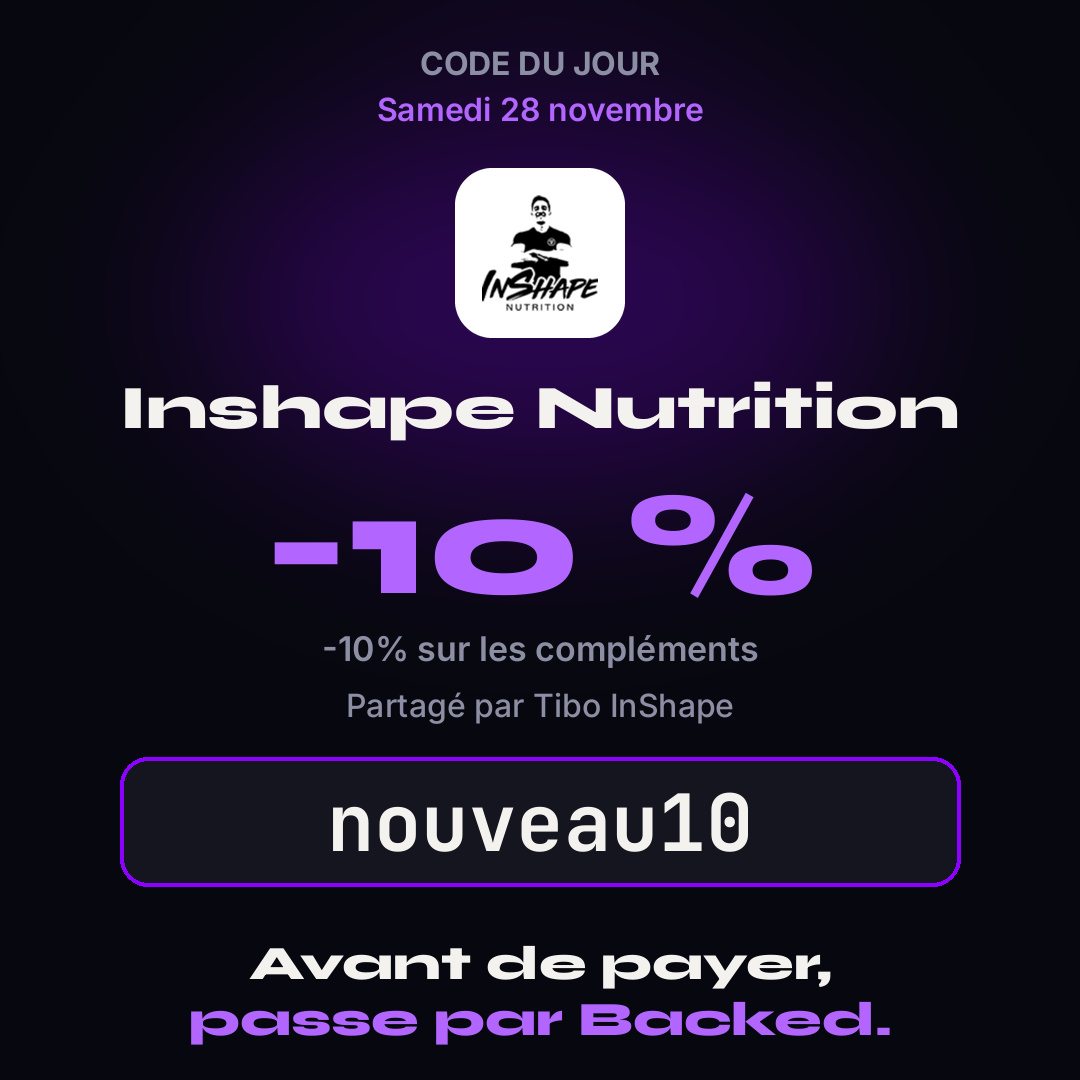 CODE DU JOUR
Samedi 28 novembre
INSHAPE
NUTRITION
Inshape Nutrition
-10 %
-10% sur les compléments
Partagé par Tibo InShape
nouveau10
Avant de payer,
passe par Backed.